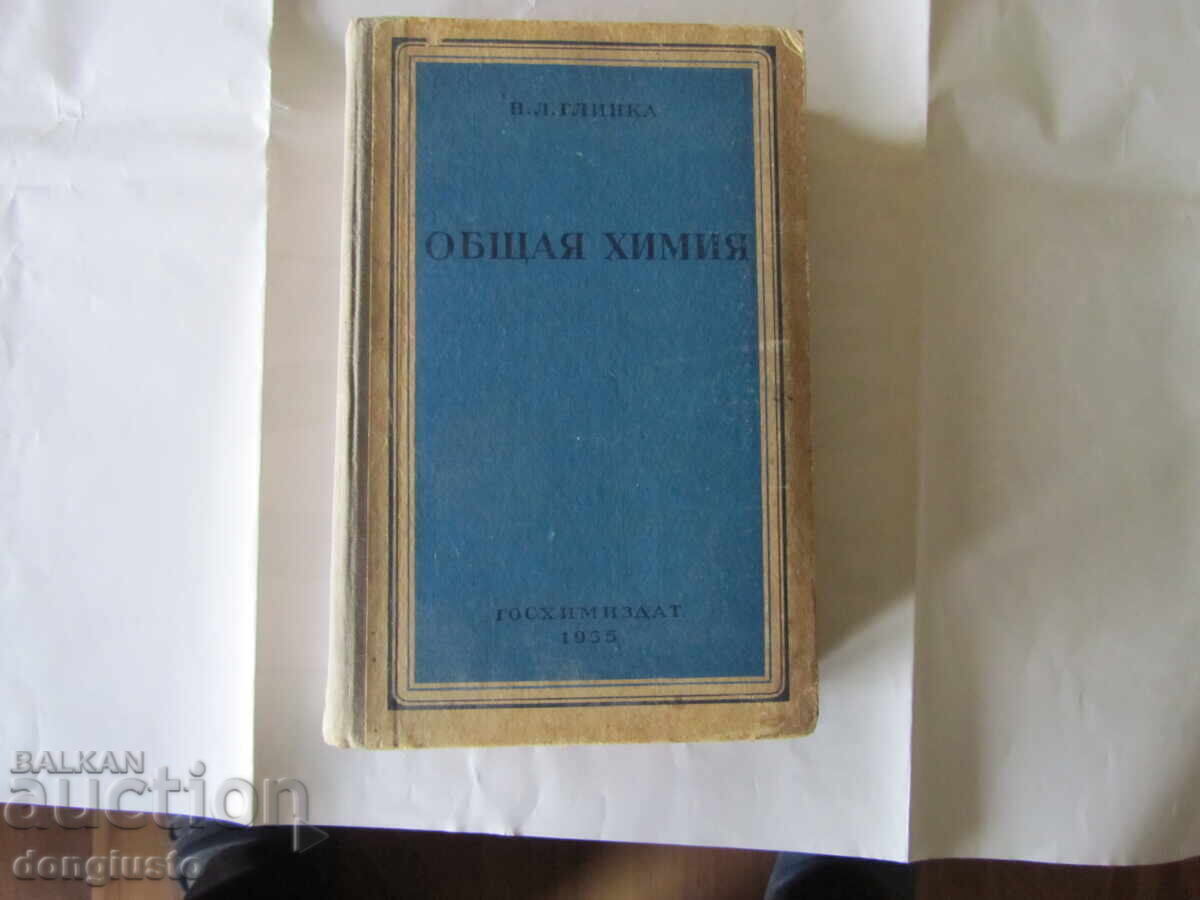 Н.Л.ГЛИНКА
ОБЩАЯ ХИМИЯ
ГОСХИМИЗДАТ
1955
BALKAN
auction
dongiusto